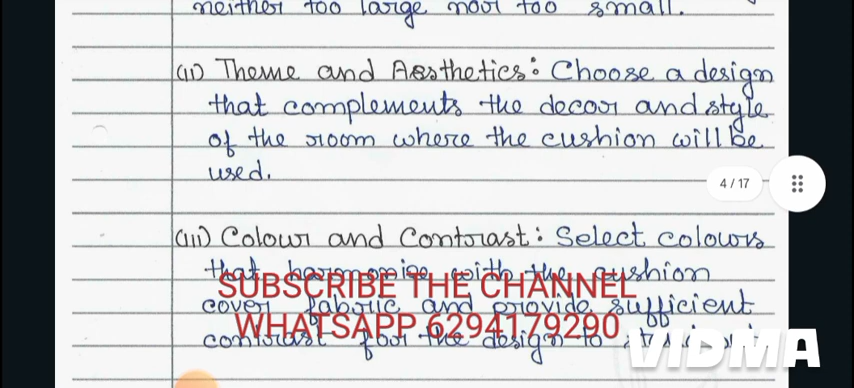 neither too large noor too small.
(ii) Theme and Aesthetics: Choose a design
that complements the decor and style
of the room where the cushion will be
used.
4 / 17
(iii) Colour and Contrast: Select colours
that harmonize with the cushion
SUBSCRIBE THE CHANNEL
cover fabric and provide sufficient
WHATSAPP 6294179290
contrast for the design to
VIDMA